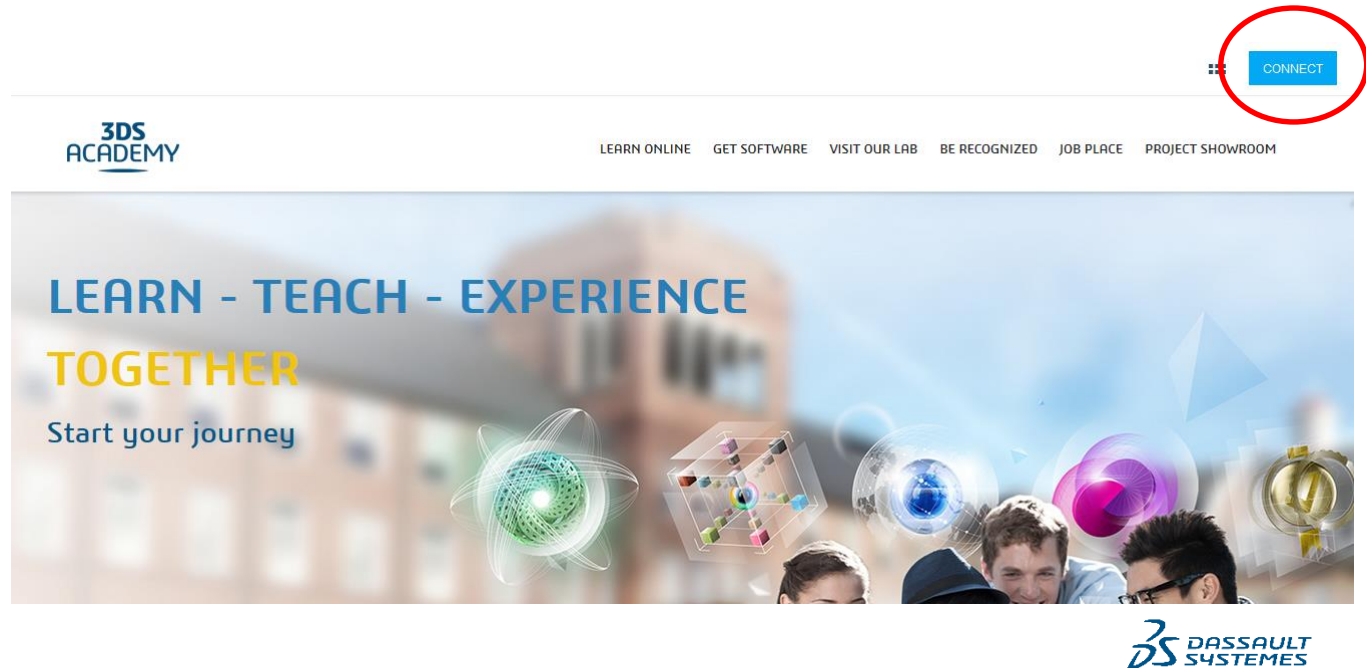 CONNECT
3DS
ACADEMY
LEARN ONLINE GET SOFTWARE VISIT OUR LAB BE RECOGNIZED JOB PLACE PROJECT SHOWROOM
LEARN - TEACH - EXPERIENCE
TOGETHER
Start your journey
DASSAULT
SYSTEMES